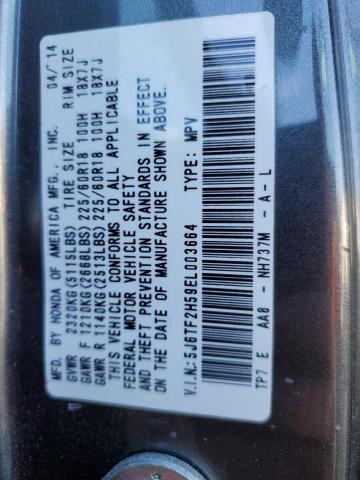 MFD. BY HONDA OF AMERICA MFG., INC. 04/'14
GVWR 2320KG(5115LBS) TIRE SIZE RIM SIZE
GAWR F 1210KG(2668LBS) 225/60R18 100H 18X7J
GAWR R 1140KG(2513LBS) 225/60R18 100H 18X7J
THIS VEHICLE CONFORMS TO ALL APPLICABLE
FEDERAL MOTOR VEHICLE SAFETY
AND THEFT PREVENTION STANDARDS IN EFFECT
ON THE DATE OF MANUFACTURE SHOWN ABOVE.
V.I.N.:5J6TF2H59EL003664 TYPE: MPV
TP7 E AA8 - NH737M - A - L